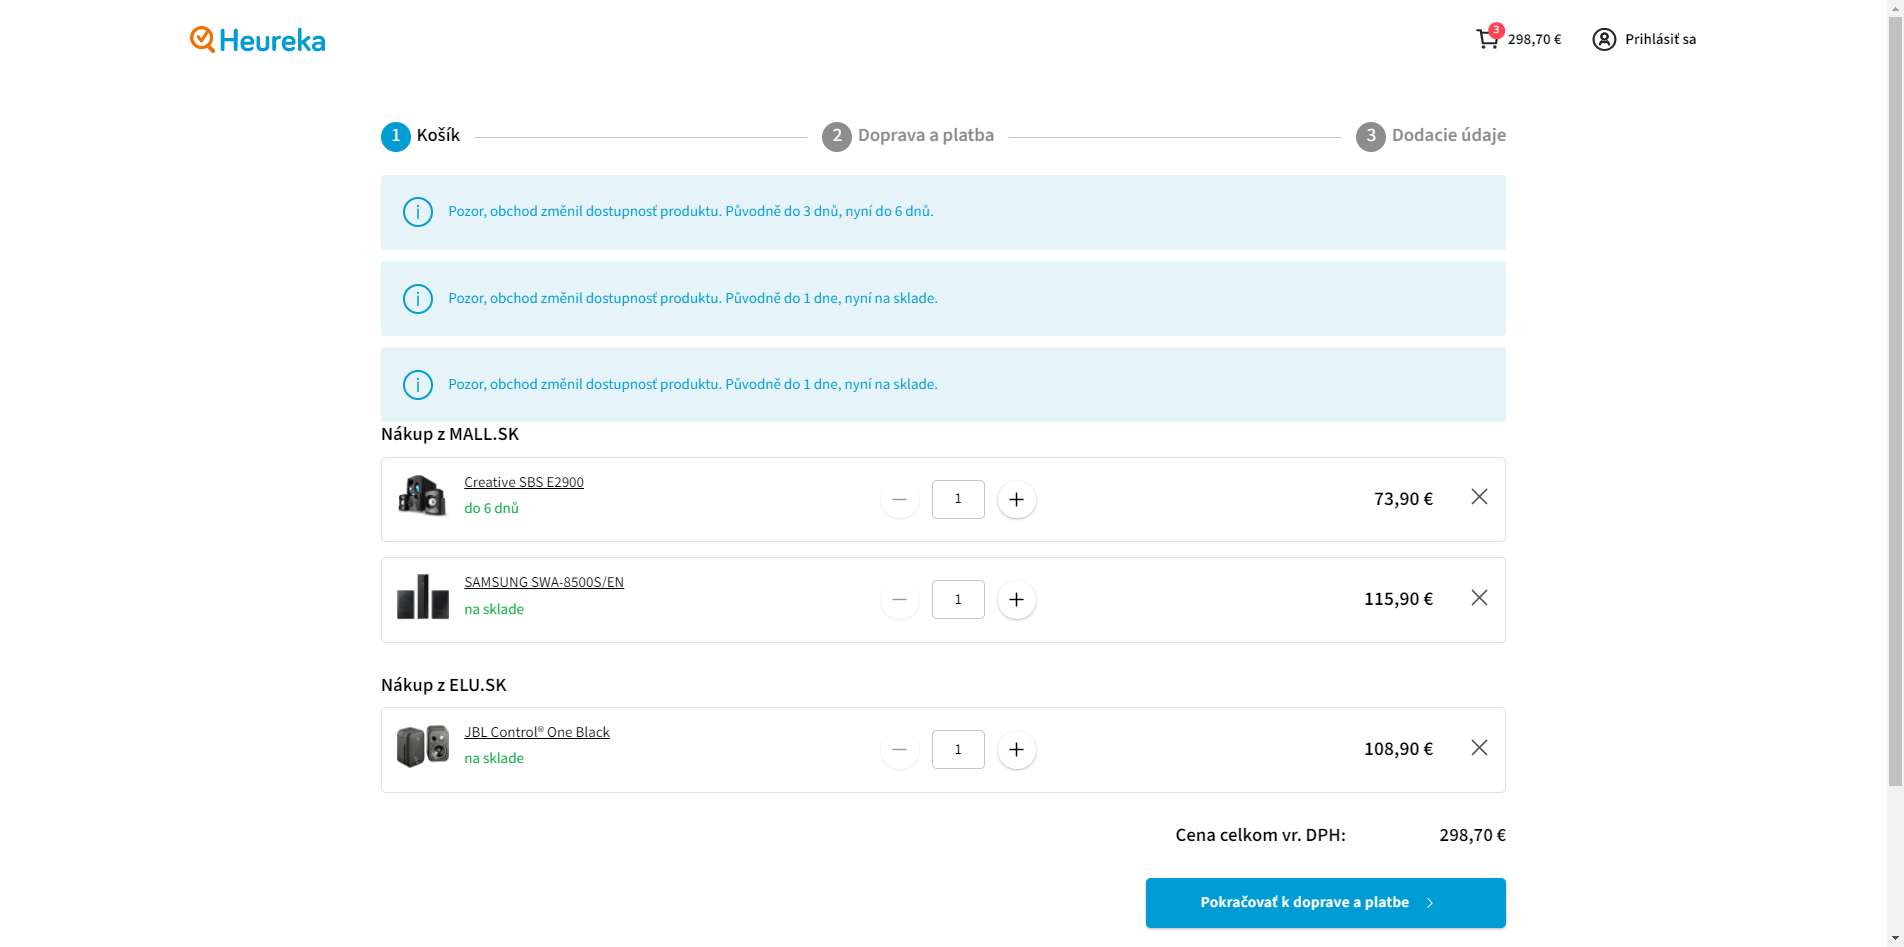 Heureka
3
298,70 €
Prihlásiť sa
1 Košík
2 Doprava a platba
3 Dodacie údaje
Pozor, obchod změnil dostupnosť produktu. Původně do 3 dnů, nyní do 6 dnů.
Pozor, obchod změnil dostupnosť produktu. Původně do 1 dne, nyní na sklade.
Pozor, obchod změnil dostupnosť produktu. Původně do 1 dne, nyní na sklade.
Nákup z MALL.SK
Creative SBS E2900
do 6 dnů
1
73,90 €
SAMSUNG SWA-8500S/EN
na sklade
1
115,90 €
Nákup z ELU.SK
JBL Control® One Black
na sklade
1
108,90 €
Cena celkom vr. DPH: 298,70 €
Pokračovať k doprave a platbe